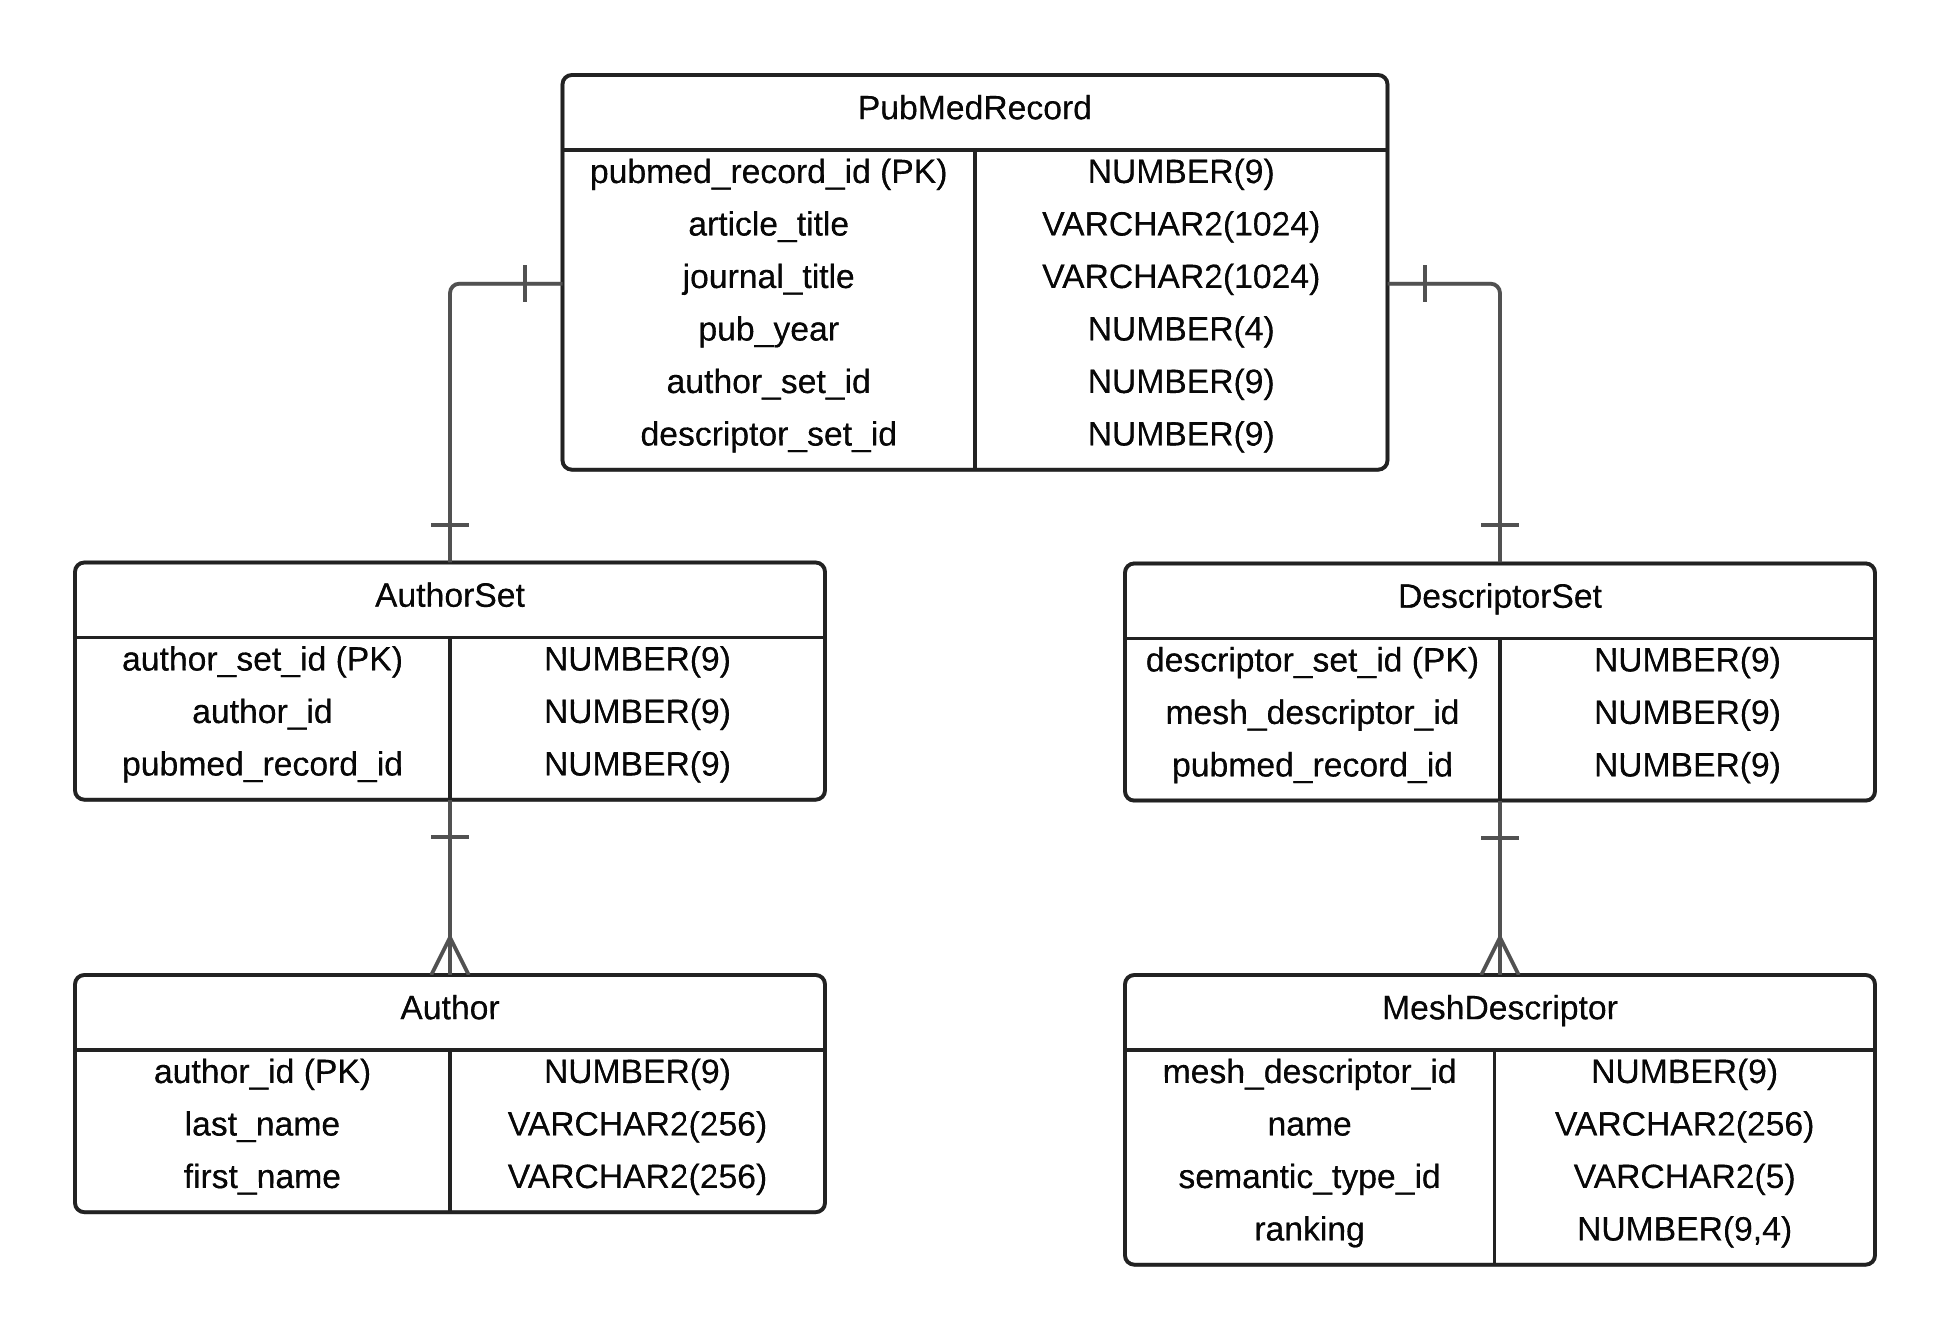 PubMedRecord
pubmed_record_id (PK) NUMBER(9)
article_title VARCHAR2(1024)
journal_title VARCHAR2(1024)
pub_year NUMBER(4)
author_set_id NUMBER(9)
descriptor_set_id NUMBER(9)
AuthorSet
author_set_id (PK) NUMBER(9)
author_id NUMBER(9)
pubmed_record_id NUMBER(9)
DescriptorSet
descriptor_set_id (PK) NUMBER(9)
mesh_descriptor_id NUMBER(9)
pubmed_record_id NUMBER(9)
Author
author_id (PK) NUMBER(9)
last_name VARCHAR2(256)
first_name VARCHAR2(256)
MeshDescriptor
mesh_descriptor_id NUMBER(9)
name VARCHAR2(256)
semantic_type_id VARCHAR2(5)
ranking NUMBER(9,4)